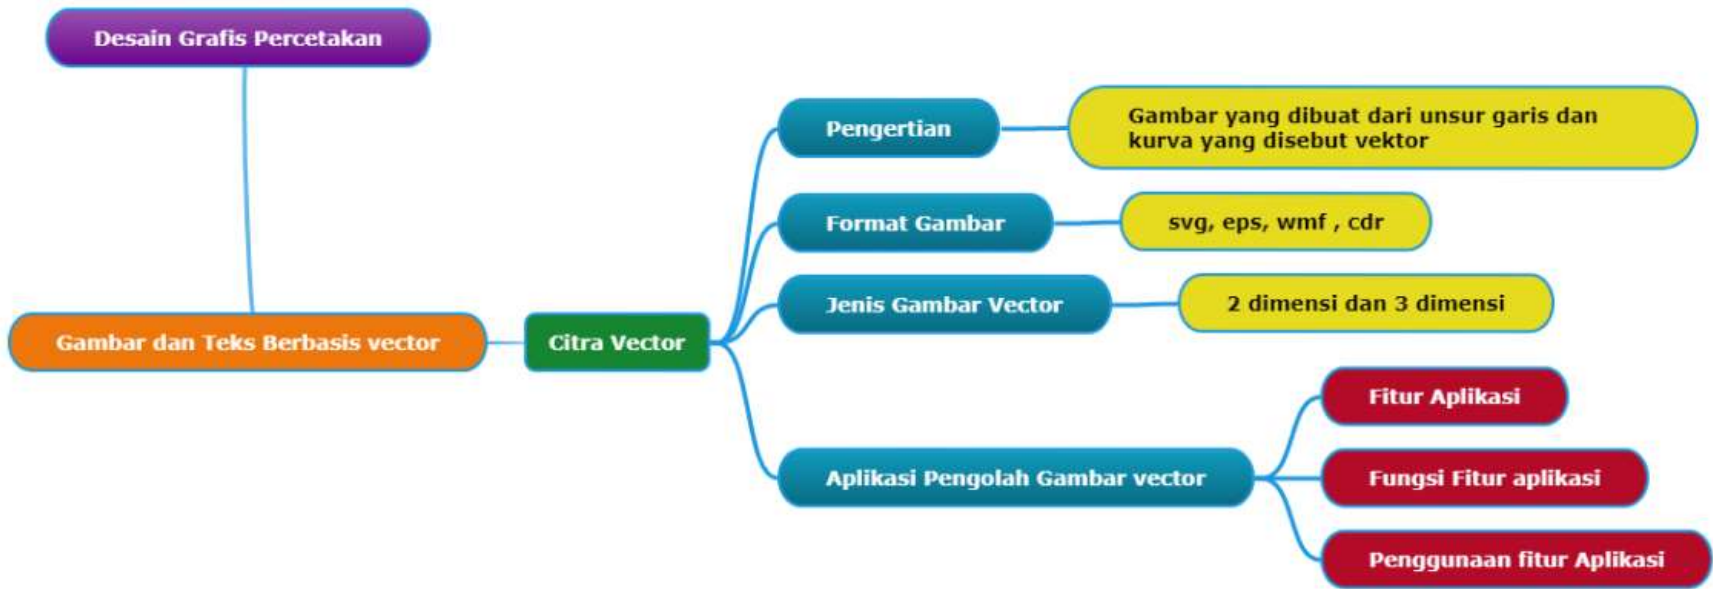 Desain Grafis Percetakan
Gambar dan Teks Berbasis vector
Citra Vector
Pengertian
Gambar yang dibuat dari unsur garis dan
kurva yang disebut vektor
Format Gambar
svg, eps, wmf , cdr
Jenis Gambar Vector
2 dimensi dan 3 dimensi
Aplikasi Pengolah Gambar vector
Fitur Aplikasi
Fungsi Fitur aplikasi
Penggunaan fitur Aplikasi